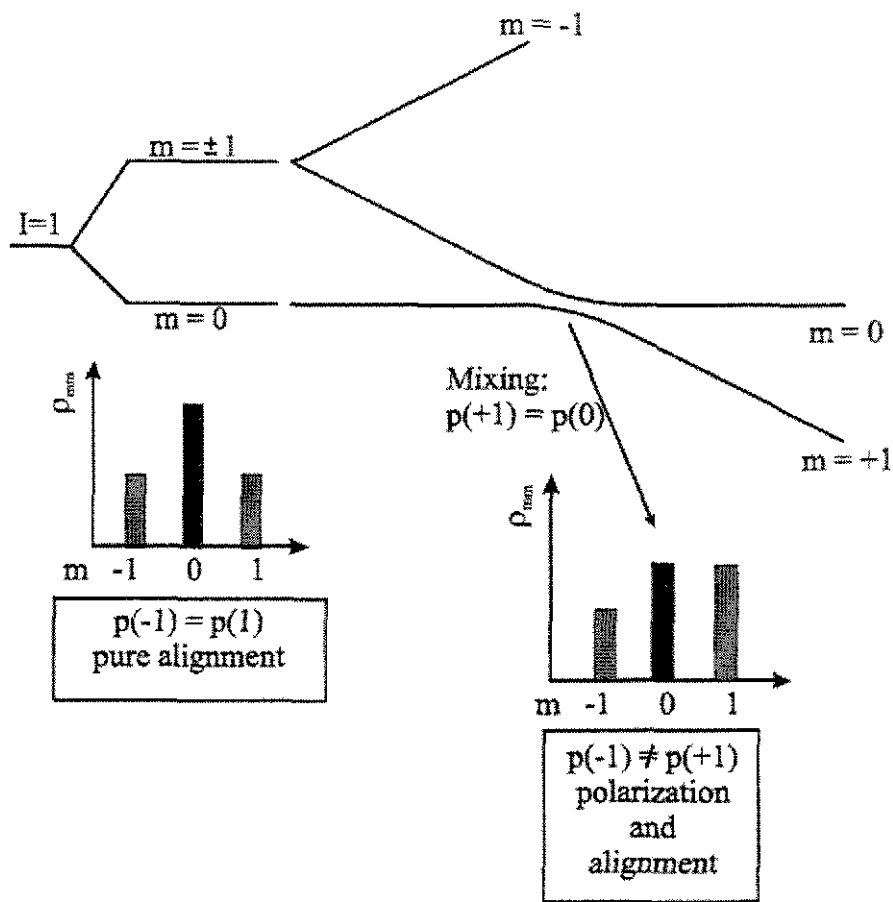 m = -1
m = ± 1
I=1
m = 0
m = 0
Mixing:
p(+1) = p(0)
m = +1
ρmm
m -1 0 1
p(-1) = p(1)
pure alignment
ρmm
m -1 0 1
p(-1) ≠ p(+1)
polarization
and
alignment